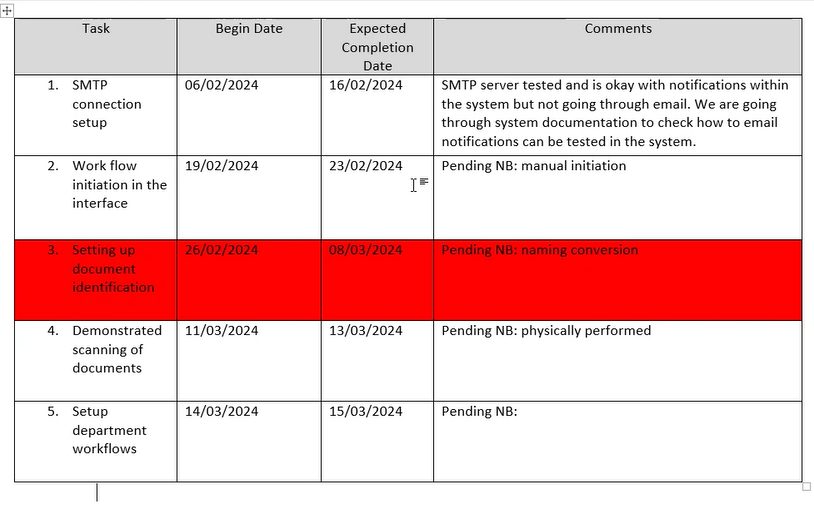 Task
Begin Date
Expected
Completion
Date
Comments
1. SMTP
connection
setup
06/02/2024
16/02/2024
SMTP server tested and is okay with notifications within
the system but not going through email. We are going
through system documentation to check how to email
notifications can be tested in the system.
2. Work flow
initiation in the
interface
19/02/2024
23/02/2024
Pending NB: manual initiation
3. Setting up
document
identification
26/02/2024
08/03/2024
Pending NB: naming conversion
4. Demonstrated
scanning of
documents
11/03/2024
13/03/2024
Pending NB: physically performed
5. Setup
department
workflows
14/03/2024
15/03/2024
Pending NB: